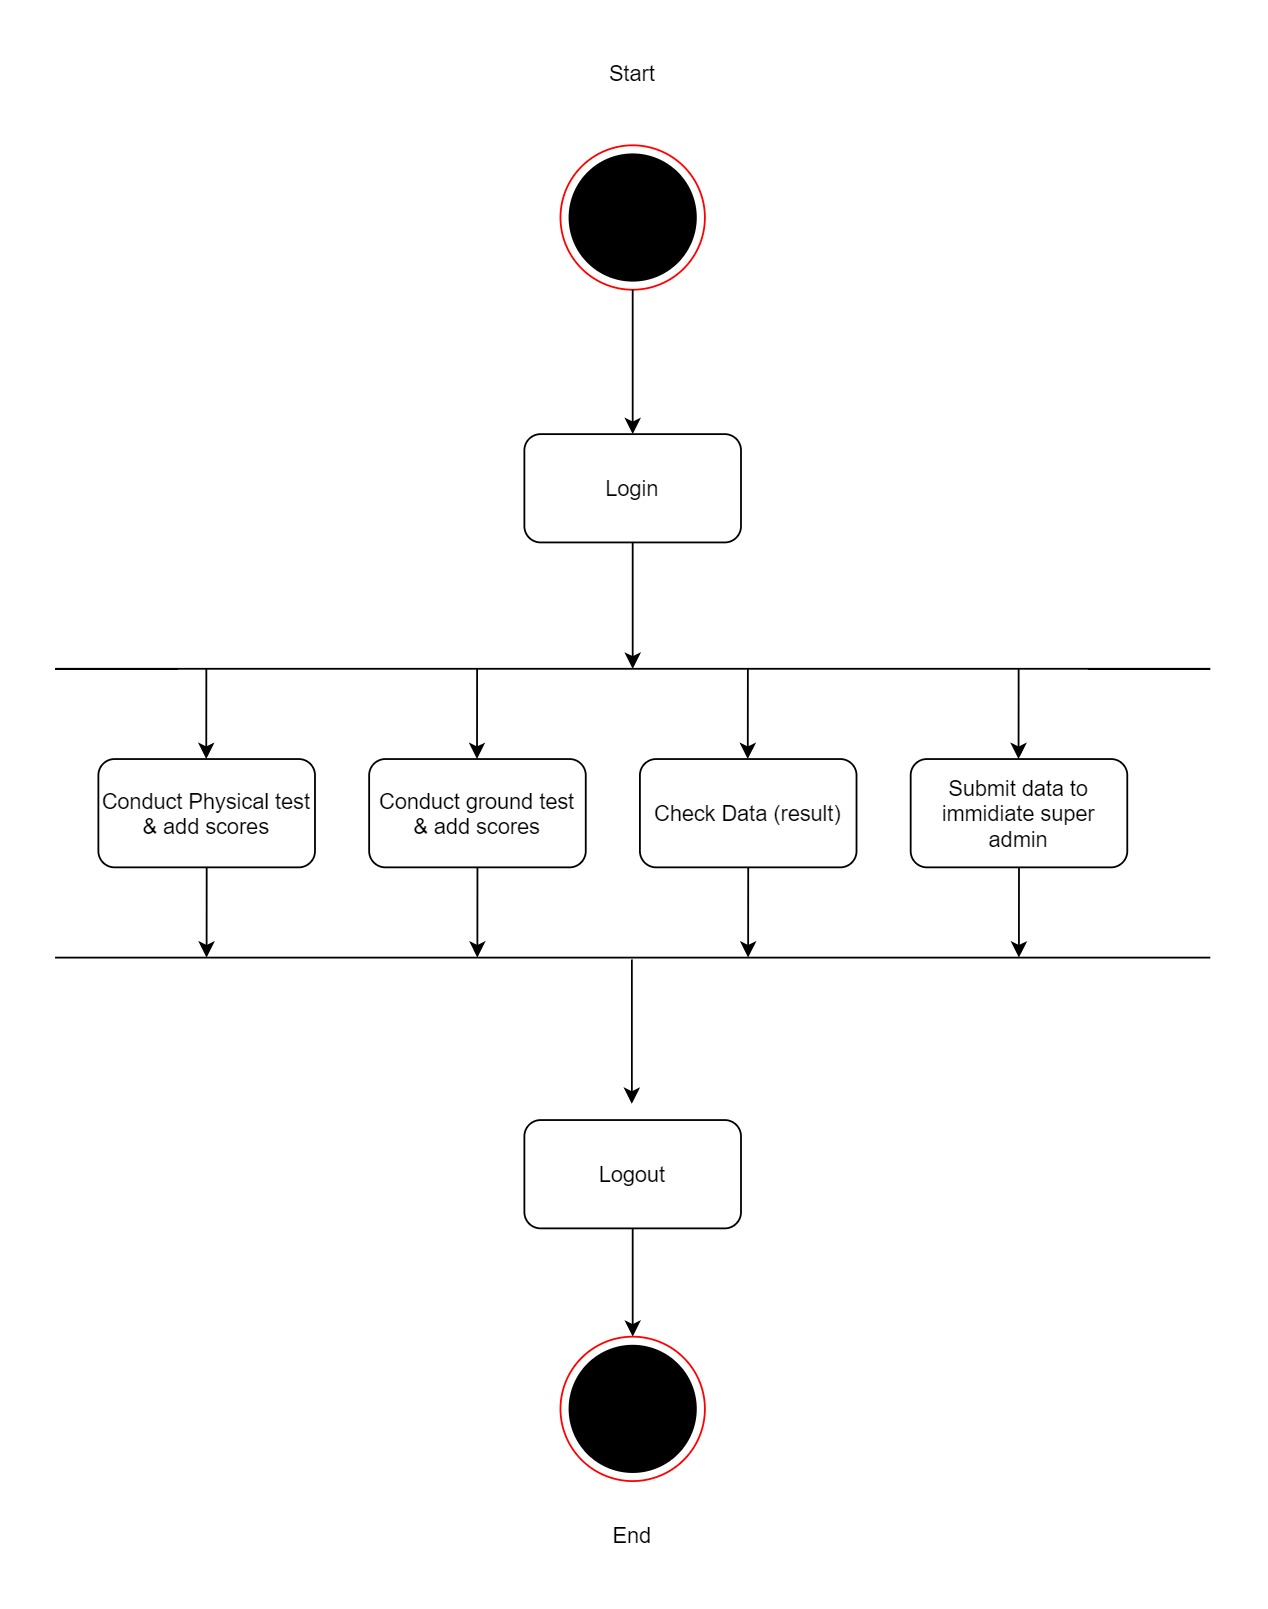 Start
Login
Conduct Physical test
& add scores
Conduct ground test
& add scores
Check Data (result)
Submit data to
immidiate super
admin
Logout
End